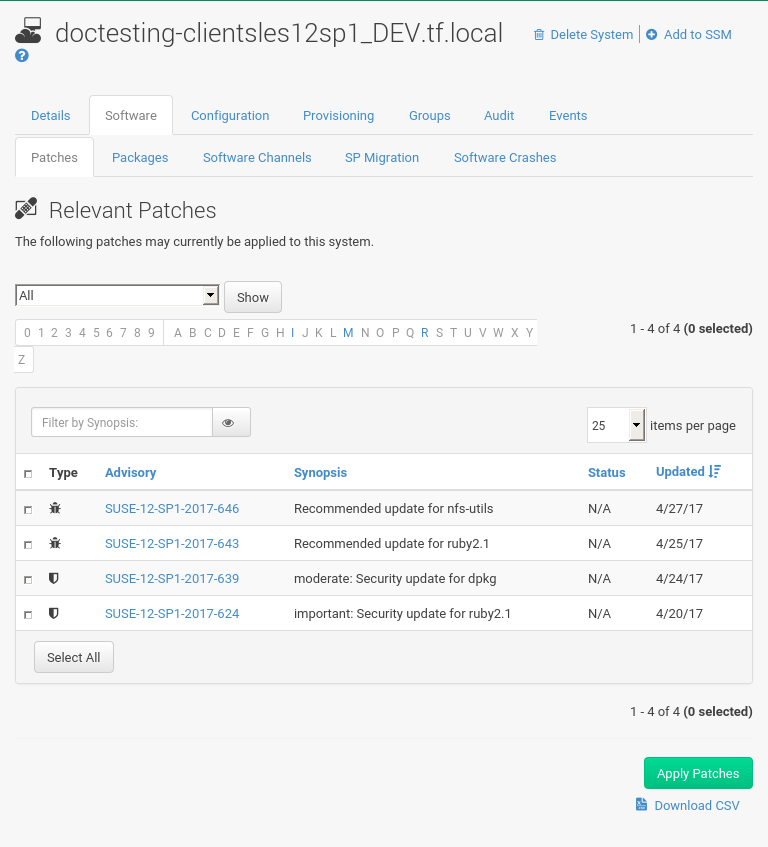 doctesting-clientsles12sp1_DEV.tf.local
Delete System | Add to SSM
Details Software Configuration Provisioning Groups Audit Events
Patches Packages Software Channels SP Migration Software Crashes
Relevant Patches
The following patches may currently be applied to this system.
All Show
0 1 2 3 4 5 6 7 8 9 A B C D E F G H I J K L M N O P Q R S T U V W X Y
1 - 4 of 4 (0 selected)
Z
Filter by Synopsis: 25 items per page
Type Advisory Synopsis Status Updated
SUSE-12-SP1-2017-646 Recommended update for nfs-utils N/A 4/27/17
SUSE-12-SP1-2017-643 Recommended update for ruby2.1 N/A 4/25/17
SUSE-12-SP1-2017-639 moderate: Security update for dpkg N/A 4/24/17
SUSE-12-SP1-2017-624 important: Security update for ruby2.1 N/A 4/20/17
Select All
1 - 4 of 4 (0 selected)
Apply Patches
Download CSV